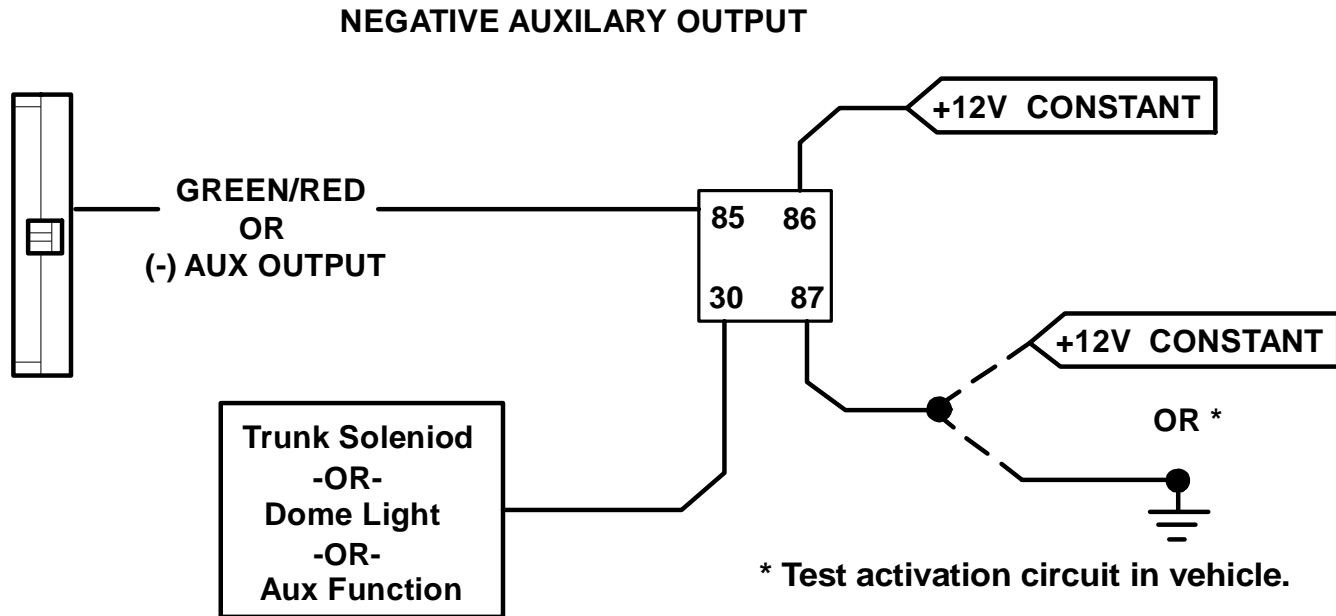 NEGATIVE AUXILARY OUTPUT
+12V CONSTANT
GREEN/RED
OR
(-) AUX OUTPUT
85 86
30 87
+12V CONSTANT
OR *
Trunk Soleniod
-OR-
Dome Light
-OR-
Aux Function
* Test activation circuit in vehicle.